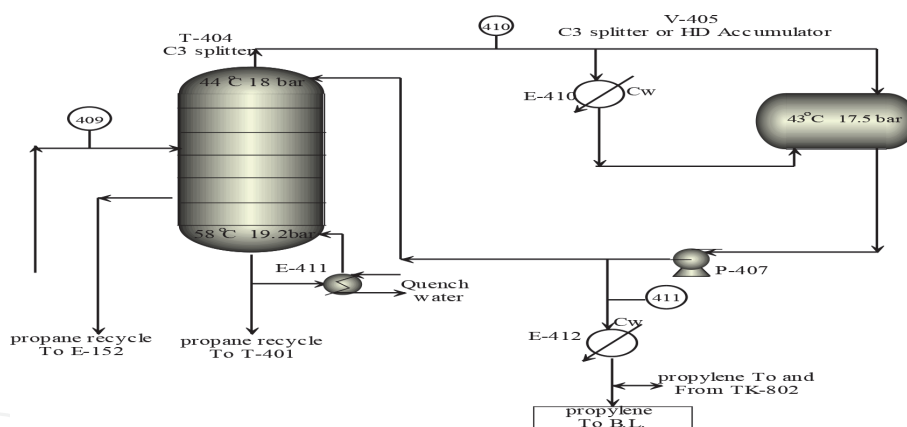 V-405
C3 splitter or HD Accumulator
410
T-404
C3 splitter
44°C 18 bar
E-410
Cw
43°C 17.5 bar
409
58°C 19.2bar
E-411
Quench
water
P-407
411
Cw
E-412
propane recycle
To E-152
propane recycle
To T-401
propylene To and
From TK-802
propylene
To B.L.